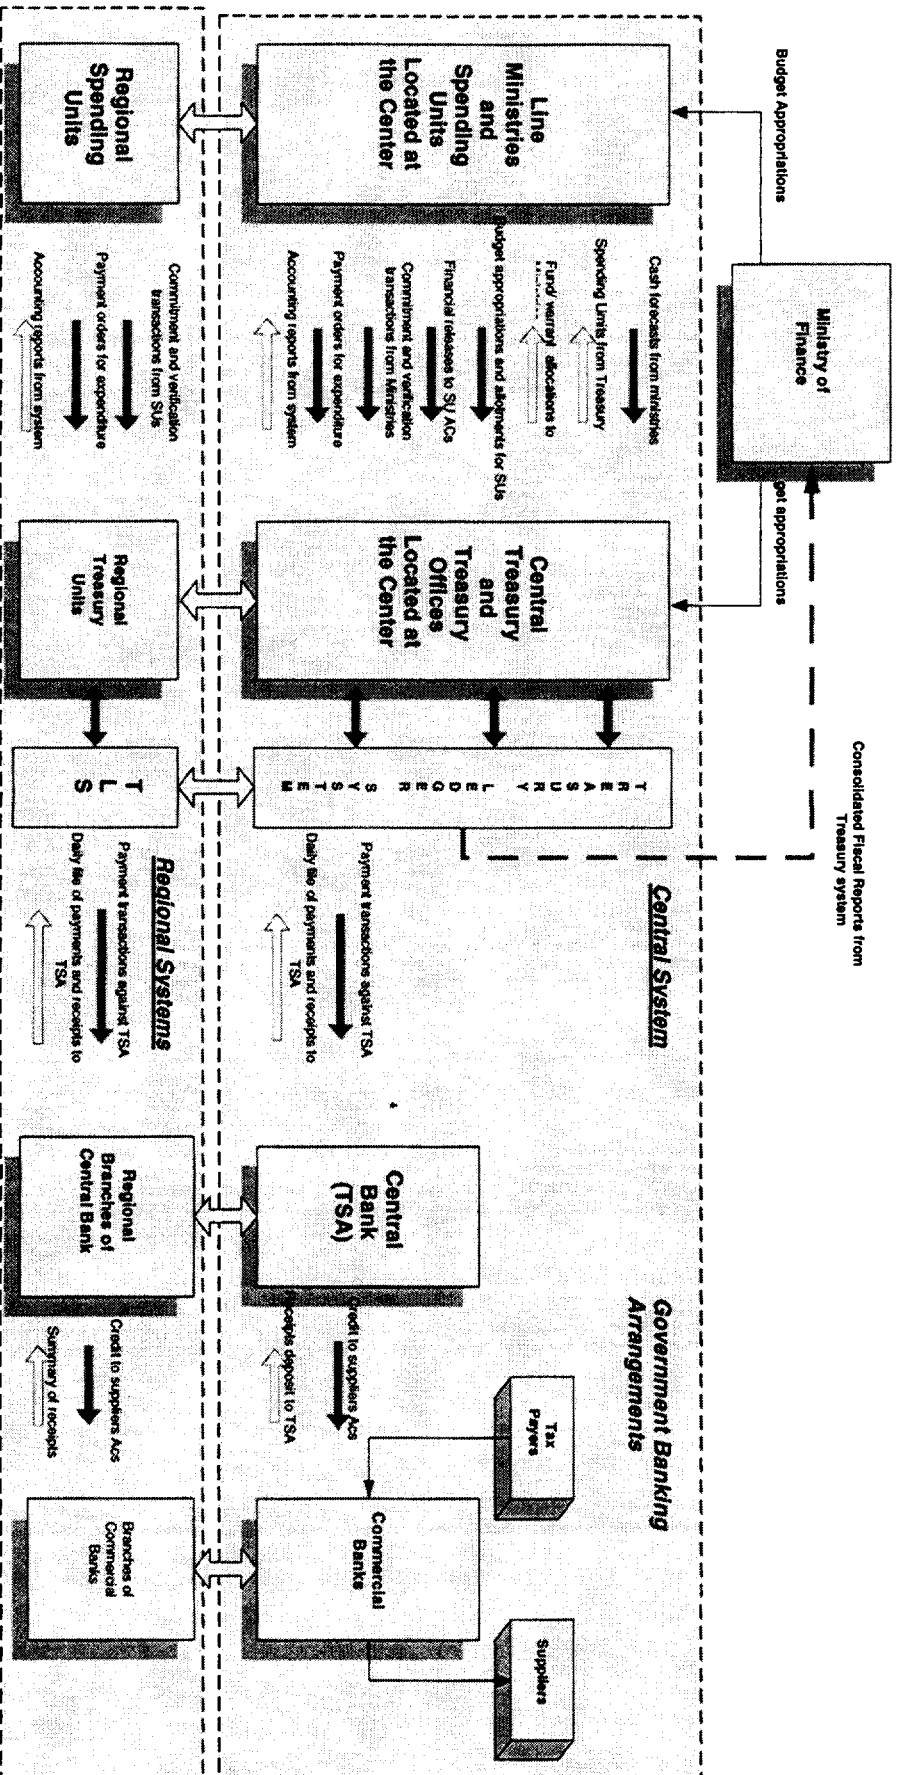 Consolidated Fiscal Reports from
Treasury system
Budget Appropriations
get appropriations
Ministry of
Finance
Central System
Government Banking
Arrangements
Line
Ministries
and
Spending
Units
Located at
the Center
Cash forecasts from ministries
Spending Limits from Treasury
Fund/ warrant allocations to
udget appropriations and allotments for SUs
Financial releases to SU ACs
Commitment and verification
transactions from Ministries
Payment orders for expenditure
Accounting reports from system
Central
Treasury
and
Treasury
Offices
Located at
the Center
TREASURY LEDGER SYSTEM
Payment transactions against TSA
Daily file of payments and receipts to
TSA
Central
Bank
(TSA)
Credit to suppliers Acs
Receipts deposit to TSA
Tax
Payers
Commercial
Banks
Suppliers
Regional Systems
Regional
Spending
Units
Commitment and verification
transactions from SUs
Payment orders for expenditure
Accounting reports from system
Regional
Treasury
Units
T
L
S
Payment transactions against TSA
Daily file of payments and receipts to
TSA
Regional
Branches of
Central Bank
Credit to suppliers Acs
Summary of receipts
Branches of
Commercial
Banks